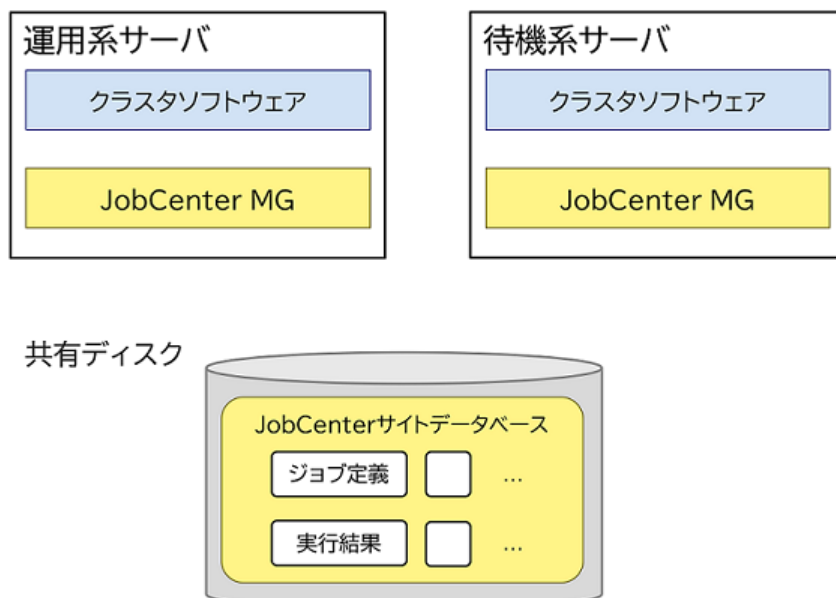 運用系サーバ
クラスタソフトウェア
JobCenter MG
待機系サーバ
クラスタソフトウェア
JobCenter MG
共有ディスク
JobCenterサイトデータベース
ジョブ定義 …
実行結果 …